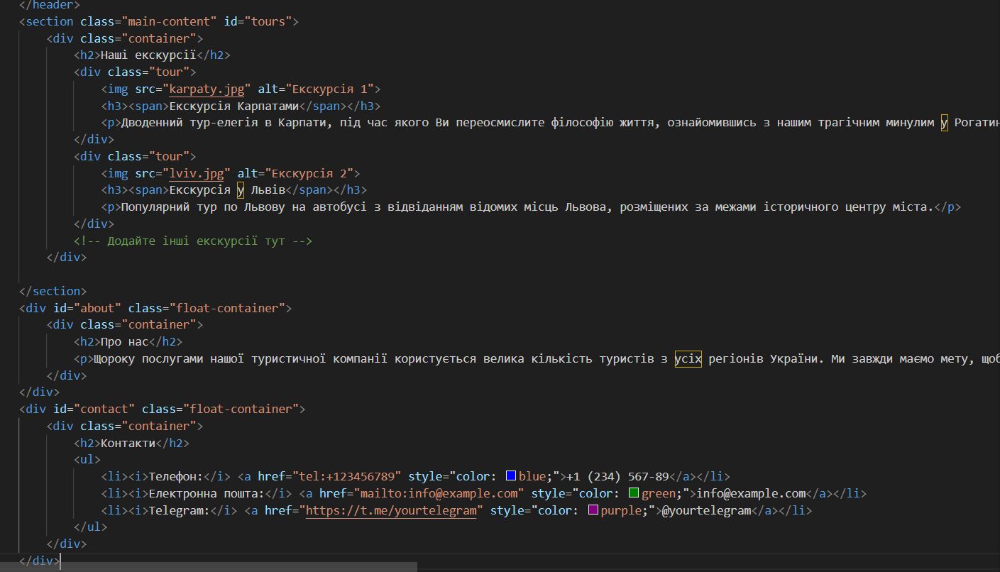 </header>
<section class="main-content" id="tours">
<div class="container">
<h2>Наші екскурсії</h2>
<div class="tour">
<img src="karpaty.jpg" alt="Екскурсія 1">
<h3><span>Екскурсія Карпатами</span></h3>
<p>Дводенний тур-елегія в Карпати, під час якого Ви переосмислите філософію життя, ознайомившись з нашим трагічним минулим у Рогатин
</div>
<div class="tour">
<img src="lviv.jpg" alt="Екскурсія 2">
<h3><span>Екскурсія у Львів</span></h3>
<p>Популярний тур по Львову на автобусі з відвіданням відомих місць Львова, розміщених за межами історичного центру міста.</p>
</div>
<!-- Додайте інші екскурсії тут -->
</div>
</section>
<div id="about" class="float-container">
<div class="container">
<h2>Про нас</h2>
<p>Щороку послугами нашої туристичної компанії користується велика кількість туристів з усіх регіонів України. Ми завжди маємо мету, щоб
</div>
</div>
<div id="contact" class="float-container">
<div class="container">
<h2>Контакти</h2>
<ul>
<li><i>Телефон:</i> <a href="tel:+123456789" style="color: blue;">+1 (234) 567-89</a></li>
<li><i>Електронна пошта:</i> <a href="mailto:info@example.com" style="color: green;">info@example.com</a></li>
<li><i>Telegram:</i> <a href="https://t.me/yourtelegram" style="color: purple;">@yourtelegram</a></li>
</ul>
</div>
</div>